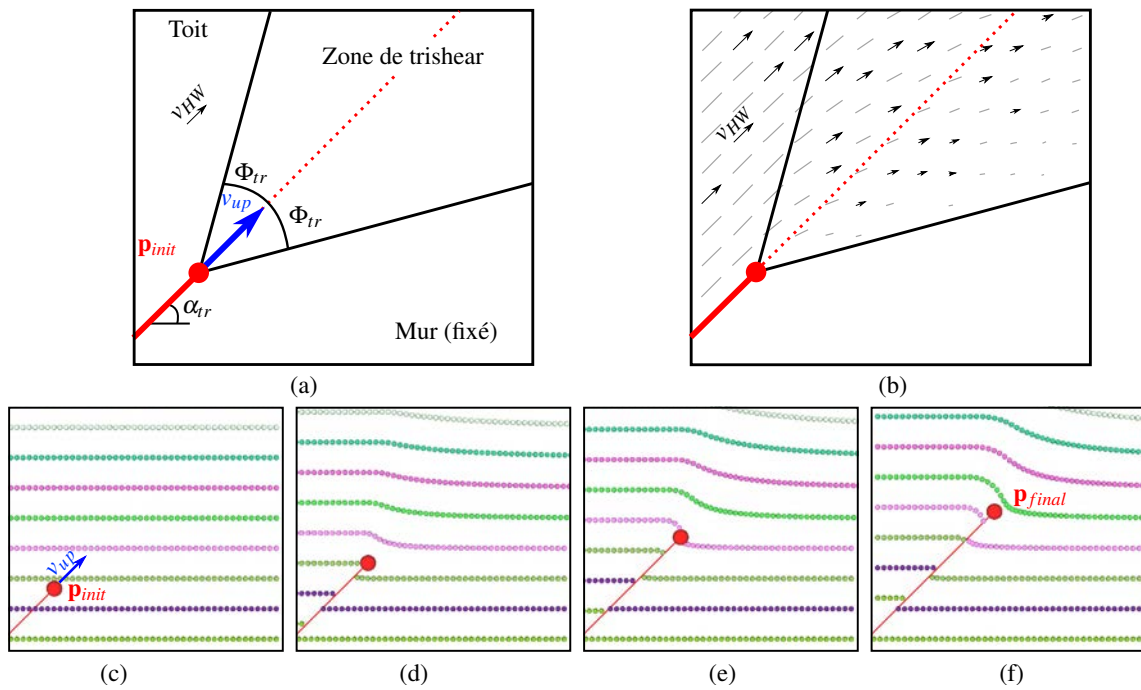 Toit
Zone de trishear
v_HW
Φ_tr
v_up
Φ_tr
p_init
α_tr
Mur (fixé)
(a)
v_HW
(b)
v_up
p_init
(c)
(d)
(e)
p_final
(f)